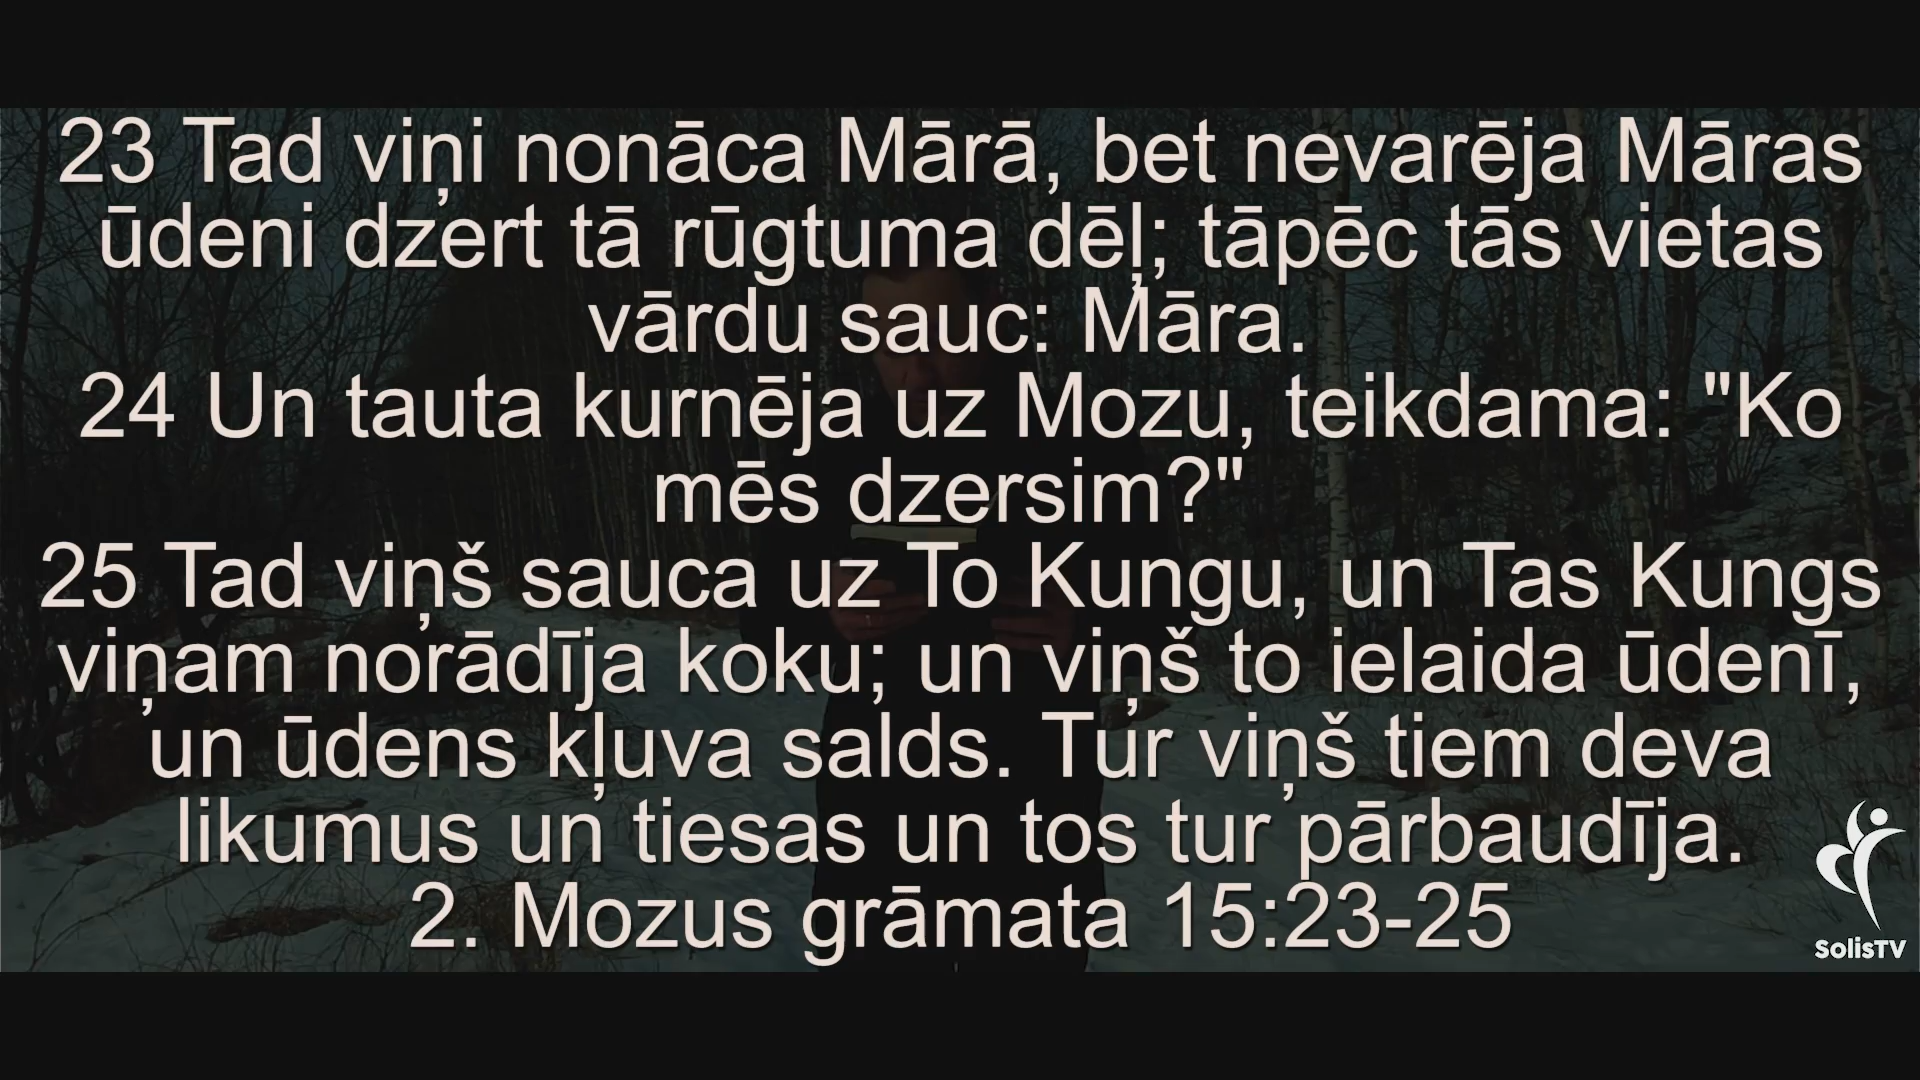 23 Tad viņi nonāca Mārā, bet nevarēja Māras
ūdeni dzert tā rūgtuma dēļ; tāpēc tās vietas
vārdu sauc: Māra.
24 Un tauta kurnēja uz Mozu, teikdama: "Ko
mēs dzersim?"
25 Tad viņš sauca uz To Kungu, un Tas Kungs
viņam norādīja koku; un viņš to ielaida ūdenī,
un ūdens kļuva salds. Tur viņš tiem deva
likumus un tiesas un tos tur pārbaudīja.
2. Mozus grāmata 15:23-25
SolisTV